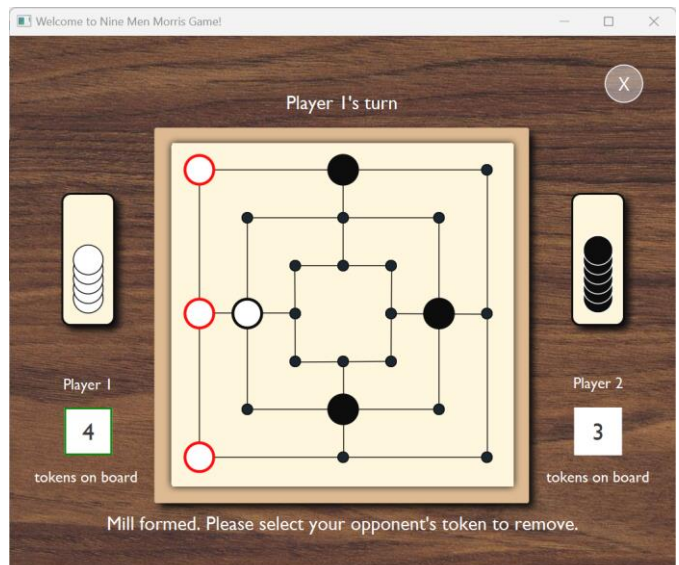 Welcome to Nine Men Morris Game!
X
Player 1's turn
Player 1
4
tokens on board
Player 2
3
tokens on board
Mill formed. Please select your opponent's token to remove.